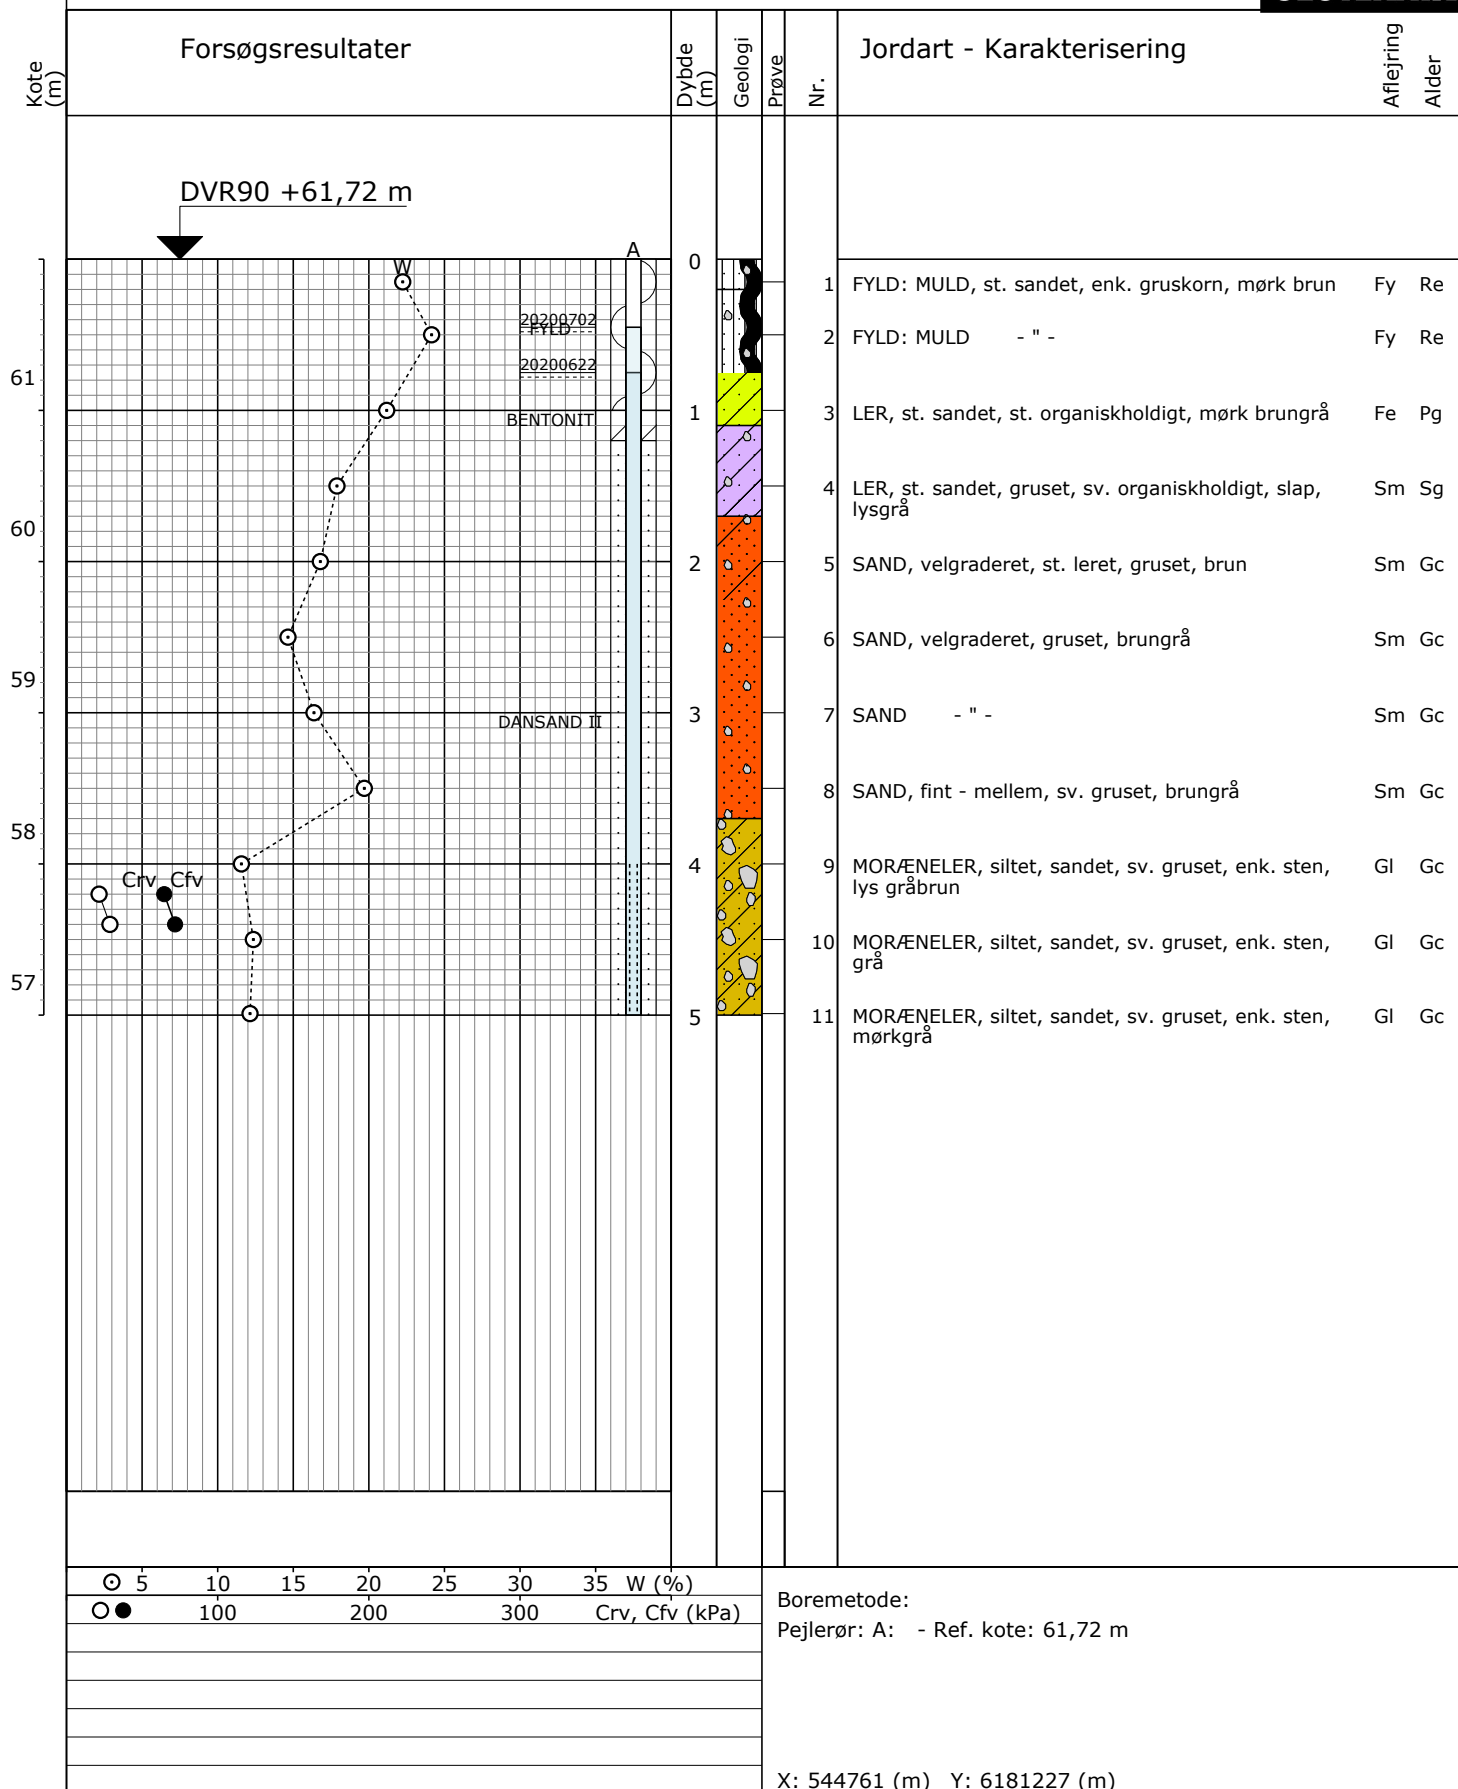 Kote (m)
Forsøgsresultater
Dybde (m)
Geologi
Prøve
Nr.
Jordart - Karakterisering
Aflejring
Alder
DVR90 +61,72 m
A
W
0
1 FYLD: MULD, st. sandet, enk. gruskorn, mørk brun Fy Re
20200702
FYLD
2 FYLD: MULD - " - Fy Re
20200622
61
BENTONIT
1
3 LER, st. sandet, st. organiskholdigt, mørk brungrå Fe Pg
4 LER, st. sandet, gruset, sv. organiskholdigt, slap, Sm Sg
lysgrå
60
2
5 SAND, velgraderet, st. leret, gruset, brun Sm Gc
6 SAND, velgraderet, gruset, brungrå Sm Gc
59
DANSAND II
3
7 SAND - " - Sm Gc
8 SAND, fint - mellem, sv. gruset, brungrå Sm Gc
58
4
9 MORÆNELER, siltet, sandet, sv. gruset, enk. sten, Gl Gc
lys gråbrun
Crv Cfv
10 MORÆNELER, siltet, sandet, sv. gruset, enk. sten, Gl Gc
grå
57
5
11 MORÆNELER, siltet, sandet, sv. gruset, enk. sten, Gl Gc
mørkgrå
5 10 15 20 25 30 35 W (%)
100 200 300 Crv, Cfv (kPa)
Boremetode:
Pejlerør: A: - Ref. kote: 61,72 m
X: 544761 (m) Y: 6181227 (m)